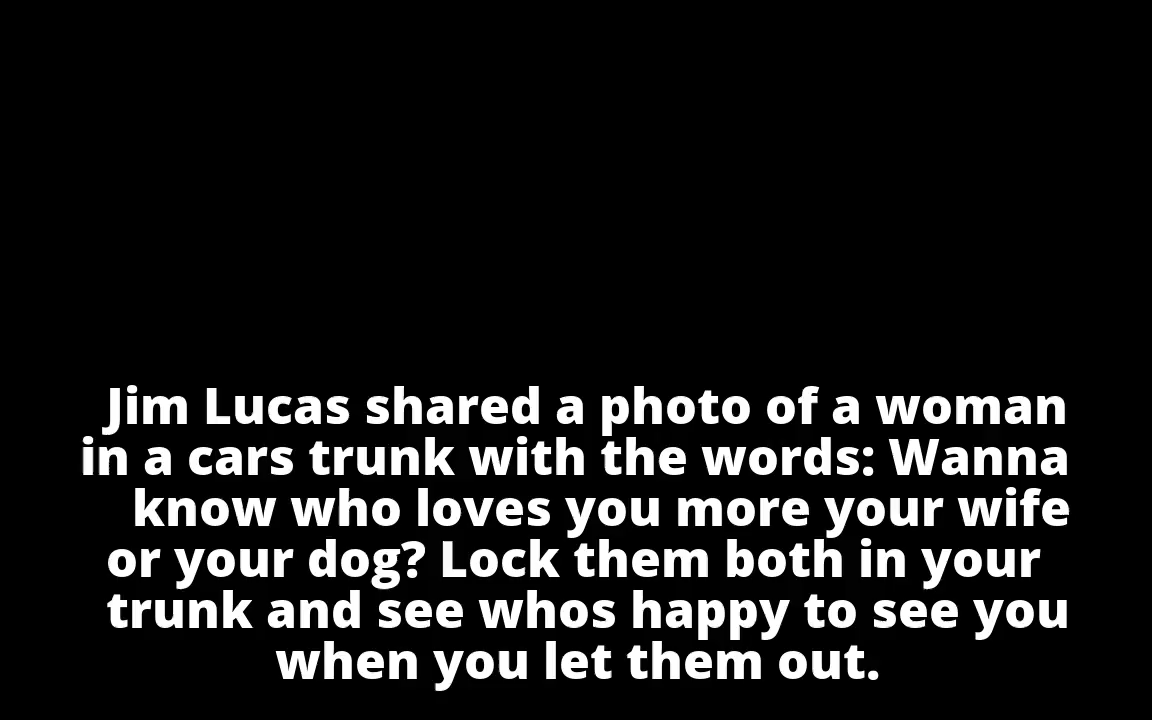 Jim Lucas shared a photo of a woman
in a cars trunk with the words: Wanna
know who loves you more your wife
or your dog? Lock them both in your
trunk and see whos happy to see you
when you let them out.